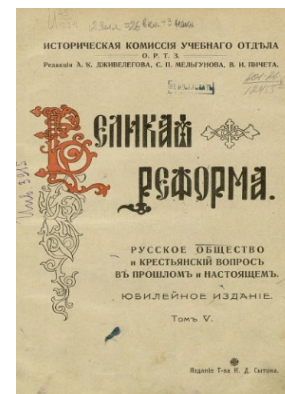 ИСТОРИЧЕСКАЯ КОМИССІЯ УЧЕБНАГО ОТДѢЛА
О. Р. Т. З.
Редакція А. К. ДЖИВЕЛЕГОВА, С. П. МЕЛЬГУНОВА, В. И. ПИЧЕТА.
ВЕЛИКАЯ
РЕФОРМА.
РУССКОЕ ОБЩЕСТВО
и КРЕСТЬЯНСКІЙ ВОПРОСЪ
ВЪ ПРОШЛОМЪ и НАСТОЯЩЕМЪ.
ЮБИЛЕЙНОЕ ИЗДАНІЕ.
Томъ V.
Изданіе Т-ва И. Д. Сытина.